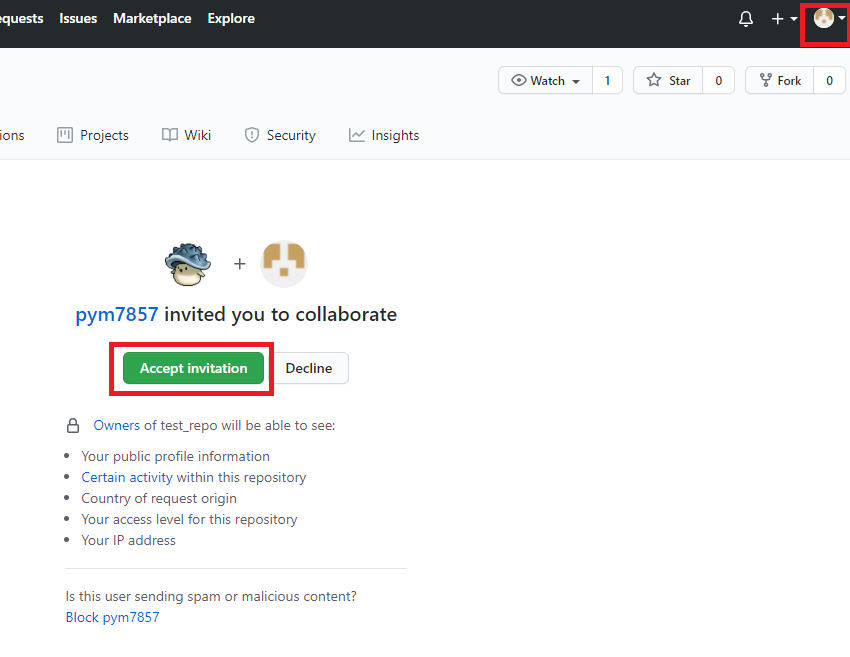 equests Issues Marketplace Explore
Watch 1 Star 0 Fork 0
ions Projects Wiki Security Insights
+
pym7857 invited you to collaborate
Accept invitation Decline
Owners of test_repo will be able to see:
• Your public profile information
• Certain activity within this repository
• Country of request origin
• Your access level for this repository
• Your IP address
Is this user sending spam or malicious content?
Block pym7857